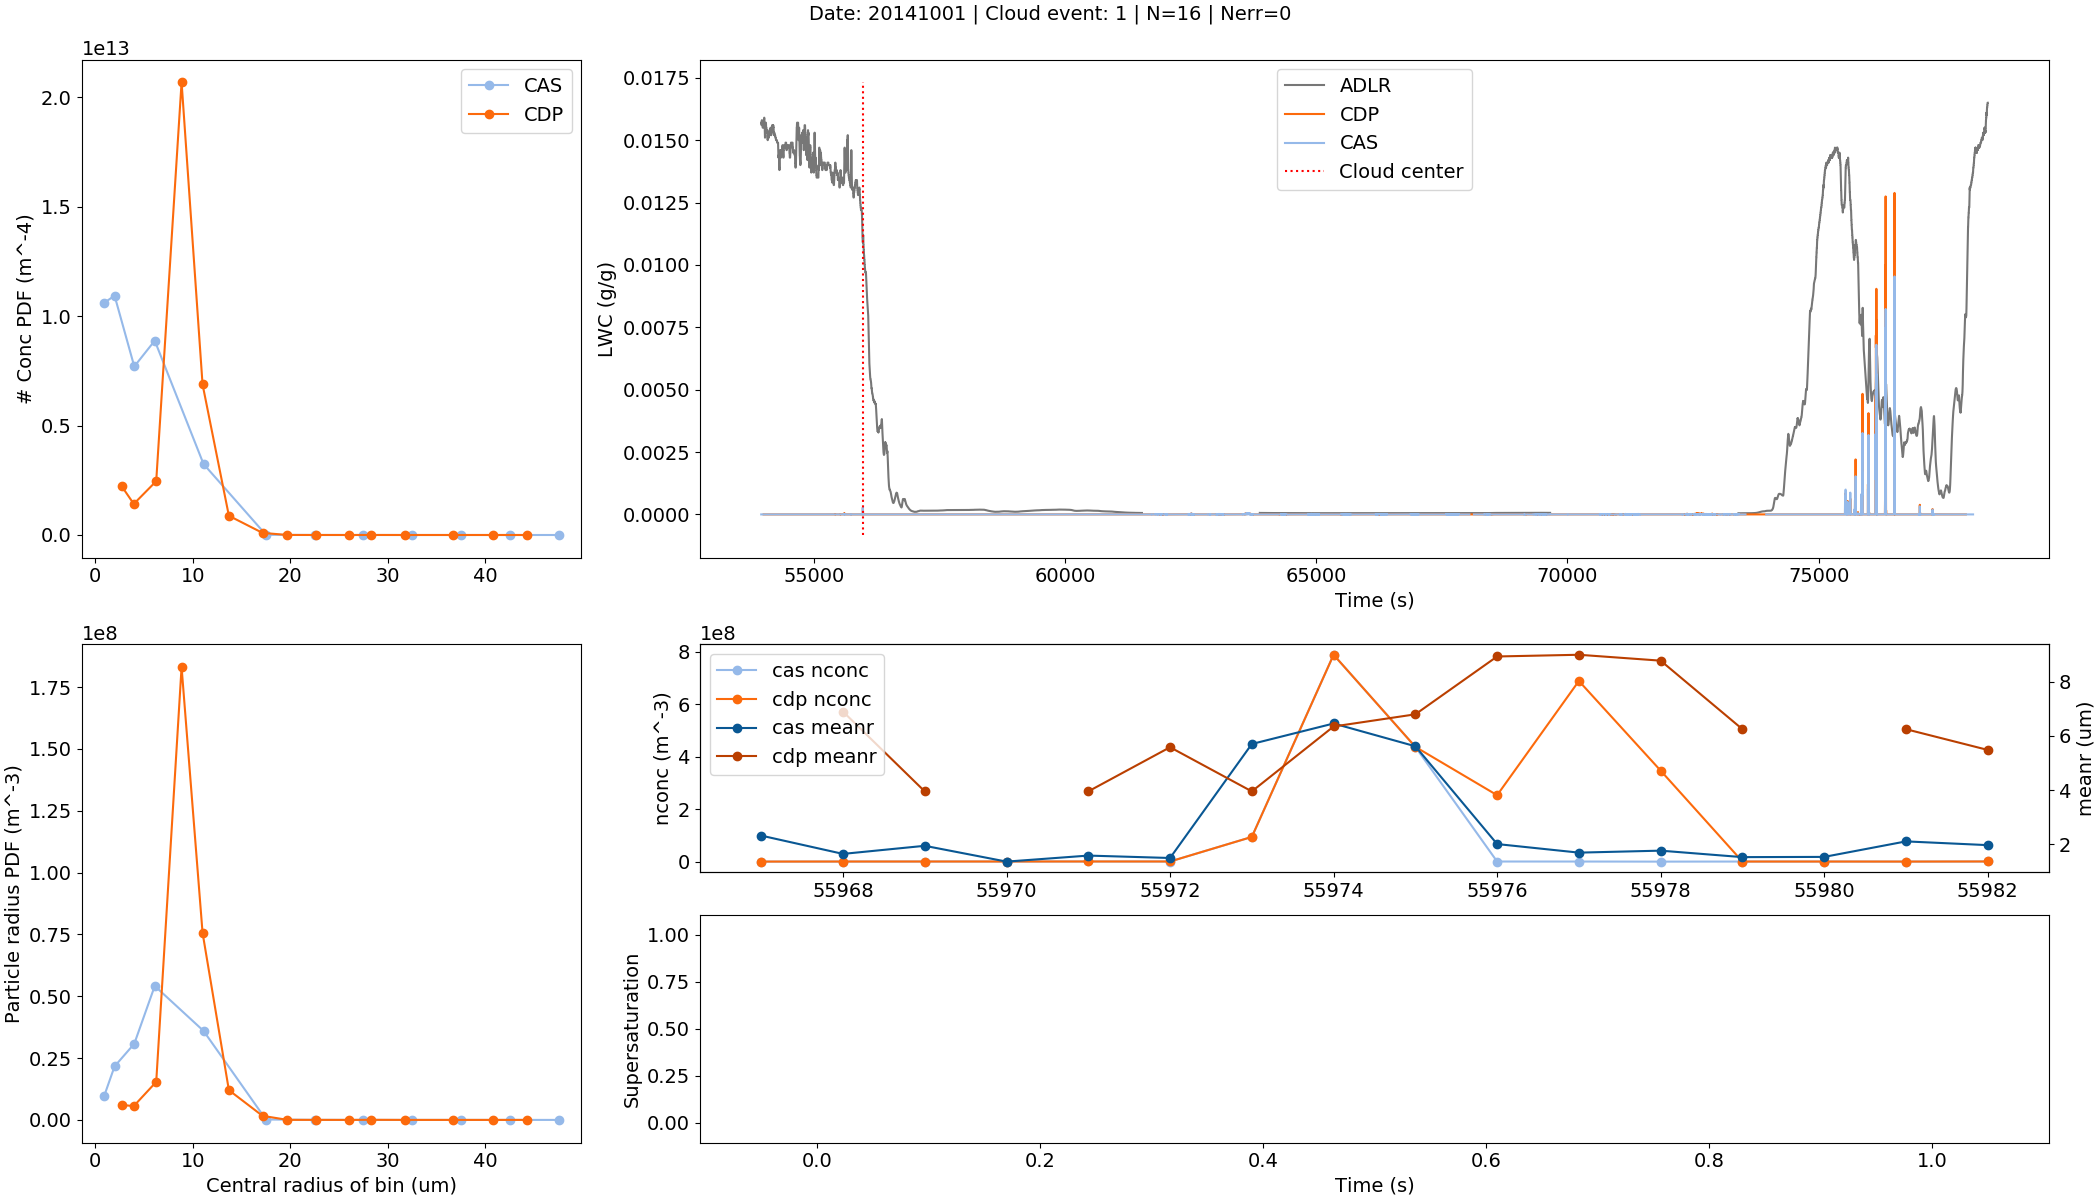 Date: 20141001 | Cloud event: 1 | N=16 | Nerr=0
1e13
# Conc PDF (m^-4)
2.0
1.5
1.0
0.5
0.0
0 10 20 30 40
CAS
CDP
LWC (g/g)
0.0175
0.0150
0.0125
0.0100
0.0075
0.0050
0.0025
0.0000
55000 60000 65000 70000 75000
Time (s)
ADLR
CDP
CAS
Cloud center
1e8
Particle radius PDF (m^-3)
1.75
1.50
1.25
1.00
0.75
0.50
0.25
0.00
0 10 20 30 40
Central radius of bin (um)
1e8
nconc (m^-3)
8
6
4
2
0
cas nconc
cdp nconc
cas meanr
cdp meanr
8
6
4
2
meanr (um)
55968 55970 55972 55974 55976 55978 55980 55982
Supersaturation
1.00
0.75
0.50
0.25
0.00
0.0 0.2 0.4 0.6 0.8 1.0
Time (s)